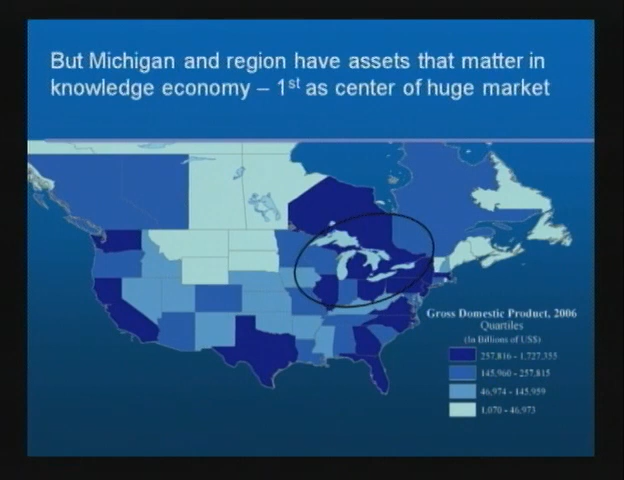 But Michigan and region have assets that matter in
knowledge economy – 1st as center of huge market
Gross Domestic Product, 2006
Quartiles
(In Billions of US$)
257,816 - 1,727,355
145,960 - 257,815
46,974 - 145,959
1,070 - 46,973